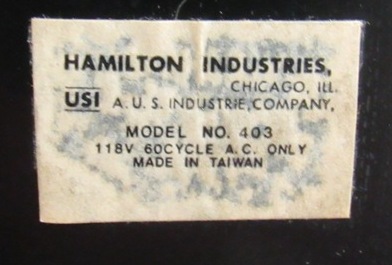 HAMILTON INDUSTRIES,
CHICAGO, ILL.
USI A. U. S. INDUSTRIE, COMPANY,
MODEL NO. 403
118V 60CYCLE A.C. ONLY
MADE IN TAIWAN